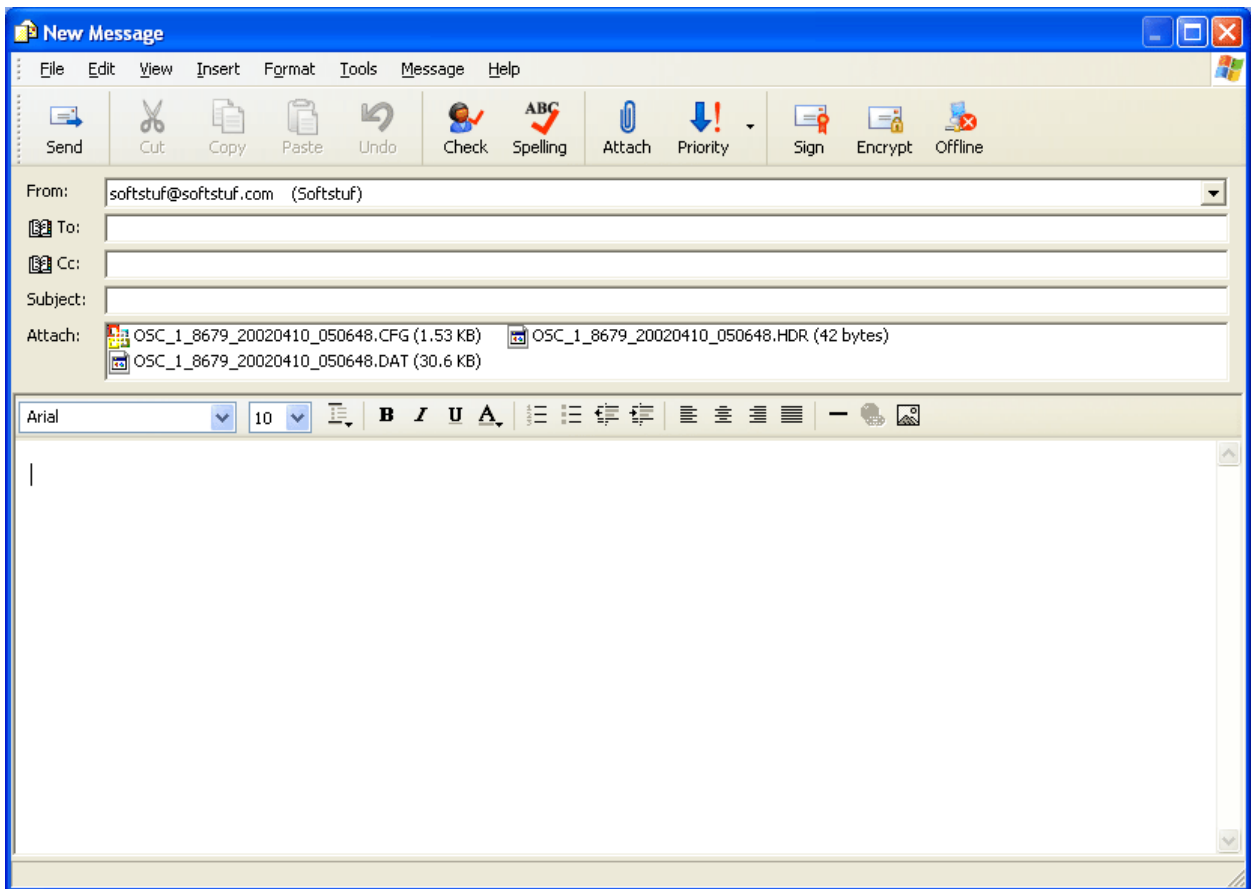 New Message
File Edit View Insert Format Tools Message Help
ABC
Send Cut Copy Paste Undo Check Spelling Attach Priority Sign Encrypt Offline
From: softstuf@softstuf.com (Softstuf)
To:
Cc:
Subject:
Attach: OSC_1_8679_20020410_050648.CFG (1.53 KB) OSC_1_8679_20020410_050648.HDR (42 bytes)
OSC_1_8679_20020410_050648.DAT (30.6 KB)
Arial 10 B I U A